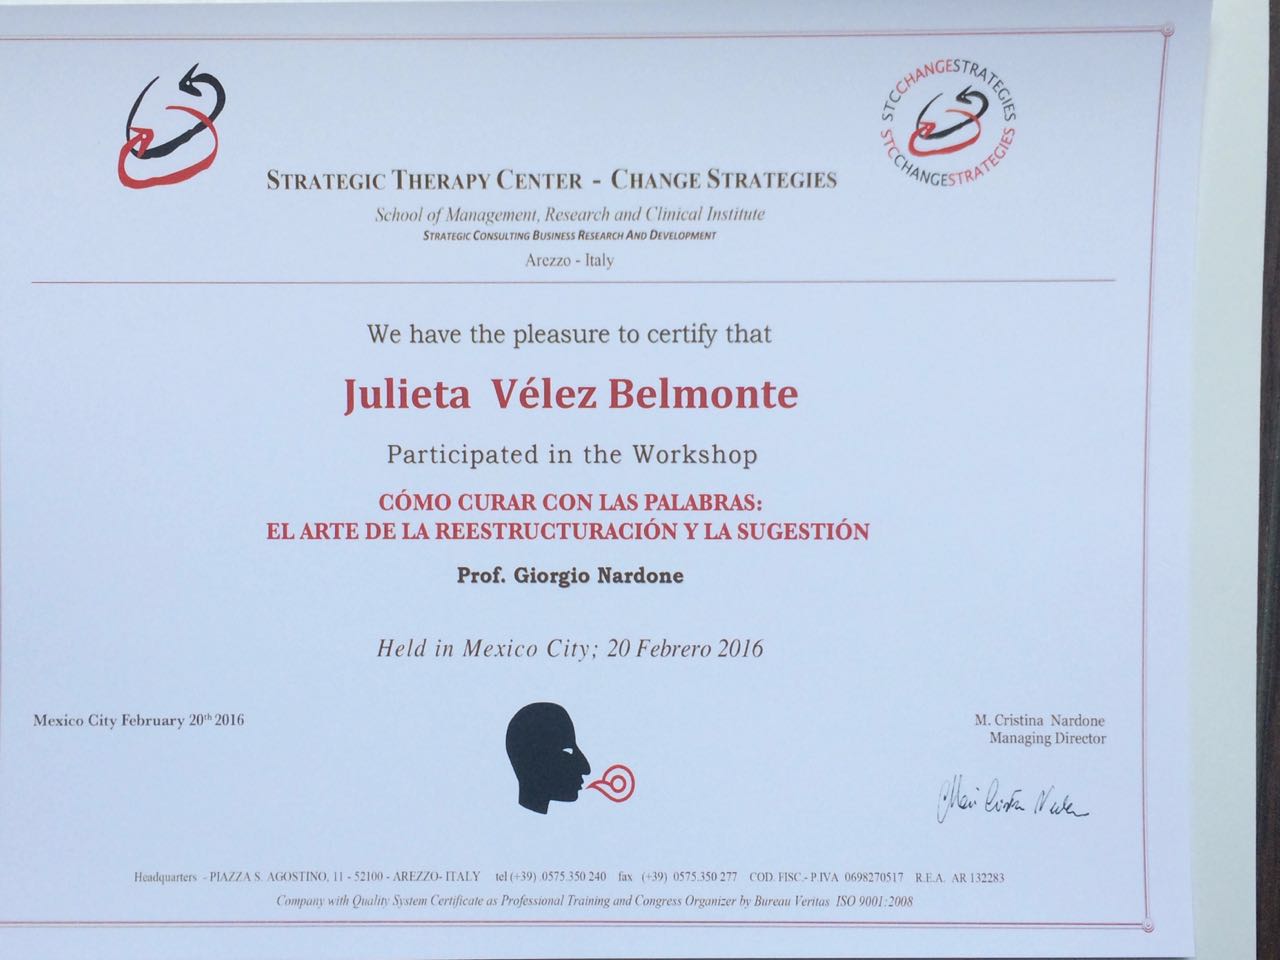 STCCHANGESTRATEGIES
STCCHANGESTRATEGIES
STRATEGIC THERAPY CENTER - CHANGE STRATEGIES
School of Management, Research and Clinical Institute
STRATEGIC CONSULTING BUSINESS RESEARCH AND DEVELOPMENT
Arezzo - Italy
We have the pleasure to certify that
Julieta Vélez Belmonte
Participated in the Workshop
CÓMO CURAR CON LAS PALABRAS:
EL ARTE DE LA REESTRUCTURACIÓN Y LA SUGESTIÓN
Prof. Giorgio Nardone
Held in Mexico City; 20 Febrero 2016
Mexico City February 20th 2016
M. Cristina Nardone
Managing Director
Headquarters - PIAZZA S. AGOSTINO, 11 - 52100 - AREZZO- ITALY tel (+39) .0575.350 240 fax (+39) 0575.350 277 COD. FISC.- P.IVA 0698270517 R.E.A. AR 132283
Company with Quality System Certificate as Professional Training and Congress Organizer by Bureau Veritas ISO 9001:2008